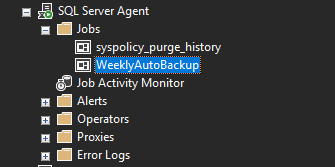 SQL Server Agent
Jobs
syspolicy_purge_history
WeeklyAutoBackup
Job Activity Monitor
Alerts
Operators
Proxies
Error Logs